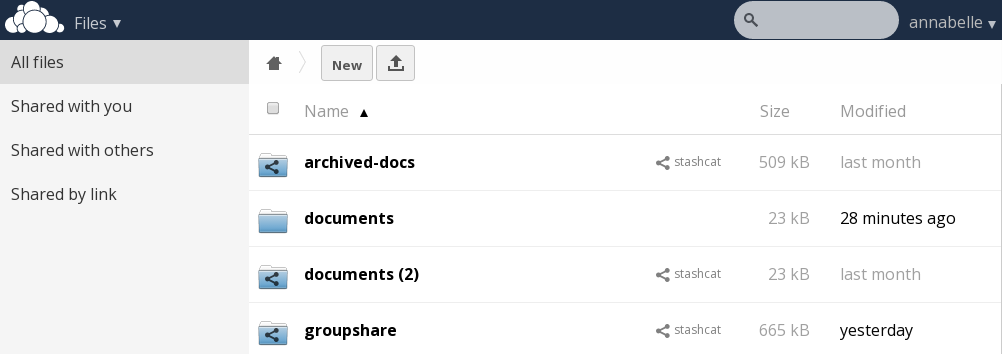 Files ▼ annabelle ▼
All files
Shared with you
Shared with others
Shared by link
New
Name ▲ Size Modified
archived-docs stashcat 509 kB last month
documents 23 kB 28 minutes ago
documents (2) stashcat 23 kB last month
groupshare stashcat 665 kB yesterday